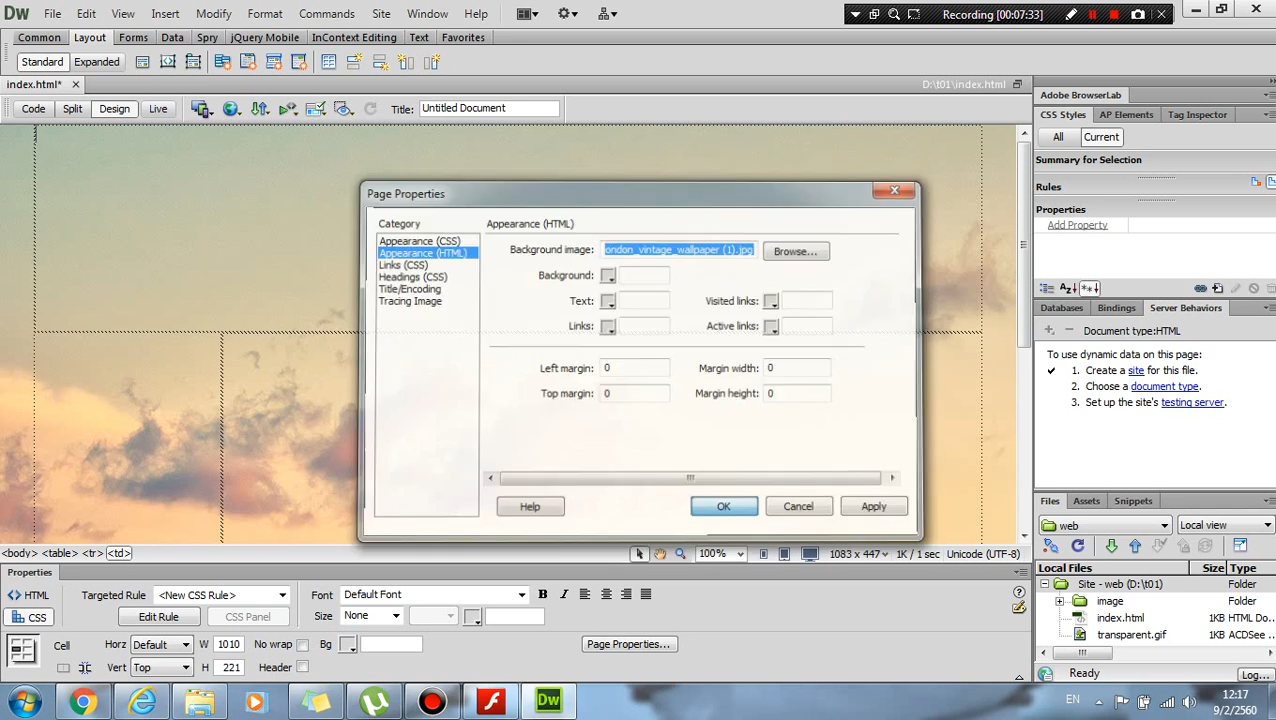 Dw File Edit View Insert Modify Format Commands Site Window Help Recording [00:07:33]
Common Layout Forms Data Spry jQuery Mobile InContext Editing Text Favorites
Standard Expanded
index.html* D:\t01\index.html
Code Split Design Live Title: Untitled Document
Page Properties
Category
Appearance (CSS)
Appearance (HTML)
Links (CSS)
Headings (CSS)
Title/Encoding
Tracing Image
Appearance (HTML)
Background image: ondon_vintage_wallpaper (1).jpg Browse...
Background:
Text: Visited links:
Links: Active links:
Left margin: 0 Margin width: 0
Top margin: 0 Margin height: 0
Help OK Cancel Apply
<body> <table> <tr> <td> 100% 1083 x 447 1K / 1 sec Unicode (UTF-8)
Properties
<> HTML Targeted Rule <New CSS Rule> Font Default Font B I
CSS Edit Rule CSS Panel Size None
Cell Horz Default W 1010 No wrap Bg Page Properties...
Vert Top H 221 Header
Adobe BrowserLab
CSS Styles AP Elements Tag Inspector
All Current
Summary for Selection
Rules
Properties
Add Property
Az
Databases Bindings Server Behaviors
Document type:HTML
To use dynamic data on this page:
1. Create a site for this file.
2. Choose a document type.
3. Set up the site's testing server.
Files Assets Snippets
web Local view
Local Files Size Type
Site - web (D:\t01) Folder
image Folder
index.html 1KB HTML Do...
transparent.gif 1KB ACDSee
Ready Log...
Dw EN 12:17
9/2/2560